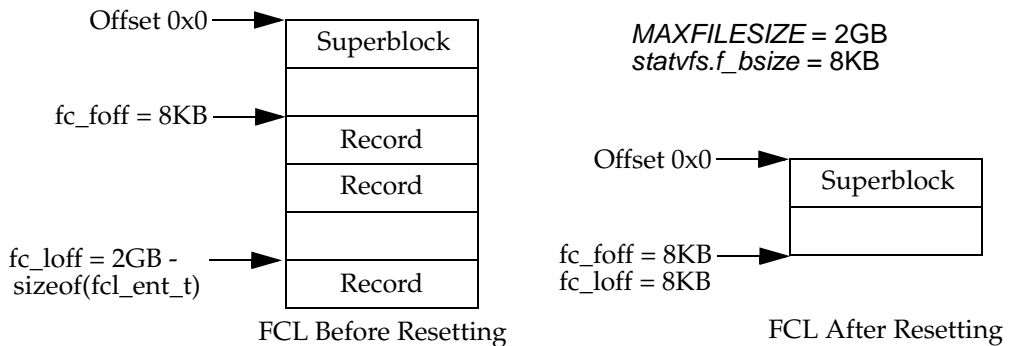 Offset 0x0
Superblock
fc_foff = 8KB
Record
Record
fc_loff = 2GB -
sizeof(fcl_ent_t)
Record
FCL Before Resetting
MAXFILESIZE = 2GB
statvfs.f_bsize = 8KB
Offset 0x0
Superblock
fc_foff = 8KB
fc_loff = 8KB
FCL After Resetting